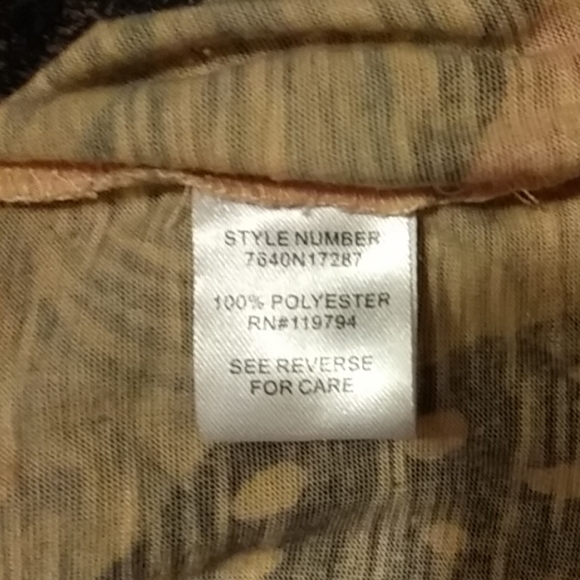 STYLE NUMBER
7640N17287
100% POLYESTER
RN#119794
SEE REVERSE
FOR CARE